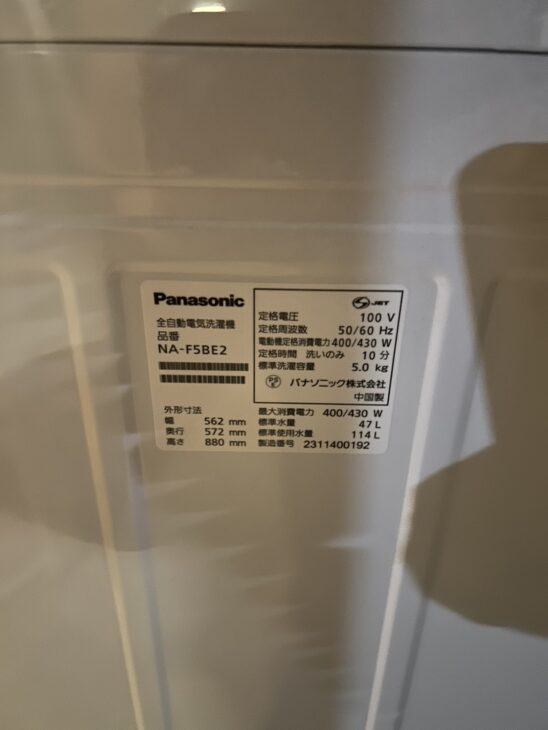 Panasonic
全自動電気洗濯機
品番
NA-F5BE2
外形寸法
幅 562 mm
奥行 572 mm
高さ 880 mm
JET
定格電圧 100 V
定格周波数 50/60 Hz
電動機定格消費電力 400/430 W
定格時間 洗いのみ 10 分
標準洗濯容量 5.0 kg
PS E パナソニック株式会社
中国製
最大消費電力 400/430 W
標準水量 47 L
標準使用水量 114 L
製造番号 2311400192